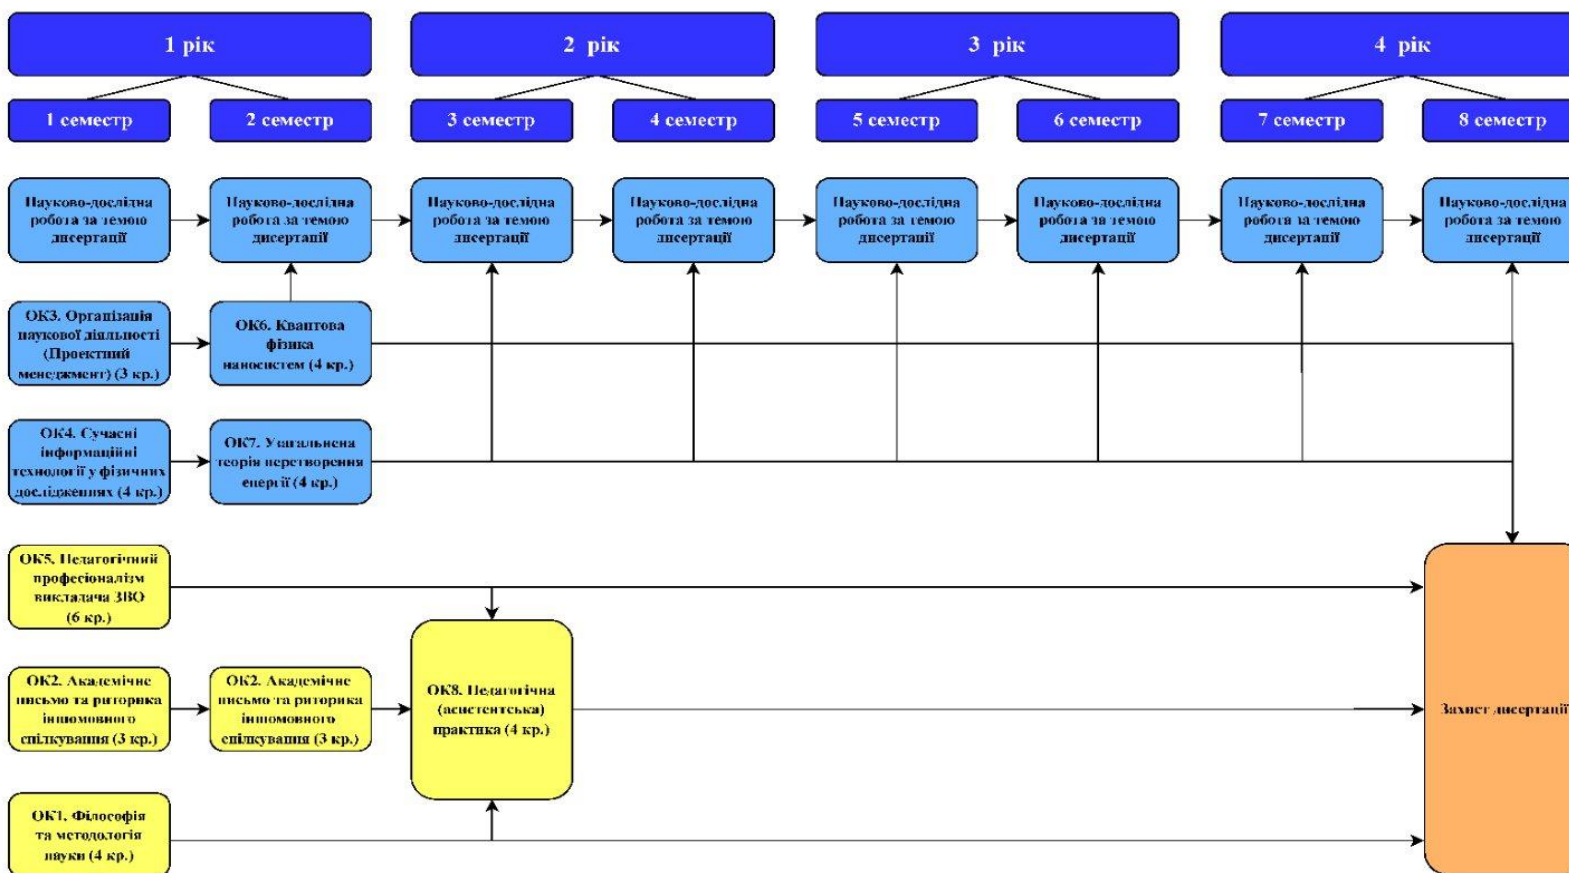 1 рік
2 рік
3 рік
4 рік
1 семестр
2 семестр
3 семестр
4 семестр
5 семестр
6 семестр
7 семестр
8 семестр
Науково-дослідна
робота за темою
дисертації
Науково-дослідна
робота за темою
дисертації
Науково-дослідна
робота за темою
дисертації
Науково-дослідна
робота за темою
дисертації
Науково-дослідна
робота за темою
дисертації
Науково-дослідна
робота за темою
дисертації
Науково-дослідна
робота за темою
дисертації
Науково-дослідна
робота за темою
дисертації
ОК3. Організація
наукової діяльності
(Проектний
менеджмент) (3 кр.)
ОК6. Квантова
фізика
наносистем (4 кр.)
ОК4. Сучасні
інформаційні
технології у фізичних
дослідженнях (4 кр.)
ОК7. Узагальнена
теорія перетворення
енергії (4 кр.)
ОК5. Педагогічний
професіоналізм
викладача ЗВО
(6 кр.)
ОК2. Академічне
письмо та риторика
іншомовного
спілкування (3 кр.)
ОК2. Академічне
письмо та риторика
іншомовного
спілкування (3 кр.)
ОК8. Педагогічна
(асистентська)
практика (4 кр.)
Захист дисертації
ОК1. Філософія
та методологія
науки (4 кр.)